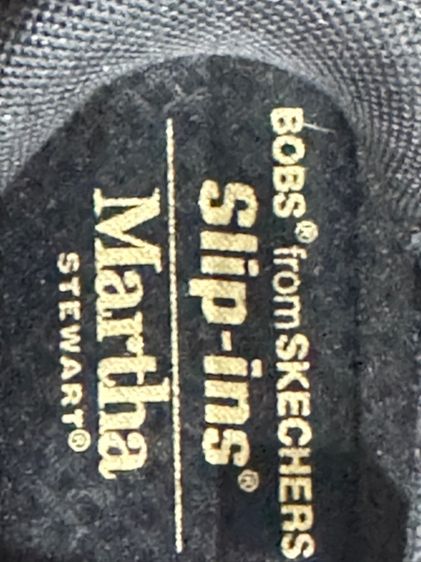 BOBS® from SKECHERS
Slip-ins®
Martha
STEWART®